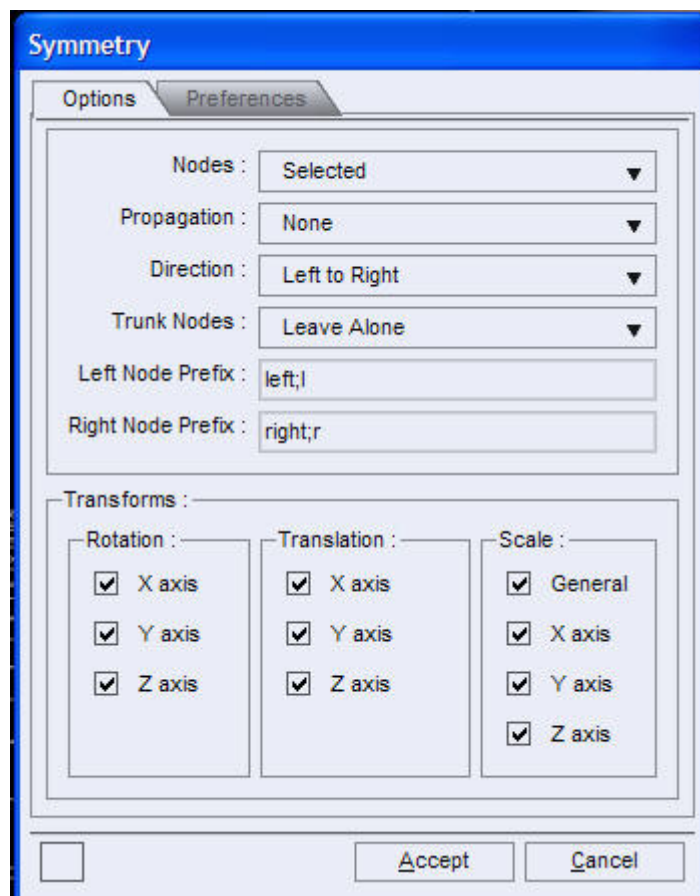 Symmetry
Options Preferences
Nodes : Selected
Propagation : None
Direction : Left to Right
Trunk Nodes : Leave Alone
Left Node Prefix : left;l
Right Node Prefix : right;r
Transforms :
Rotation : Translation : Scale :
X axis X axis General
Y axis Y axis X axis
Z axis Z axis Y axis
Z axis
Accept Cancel